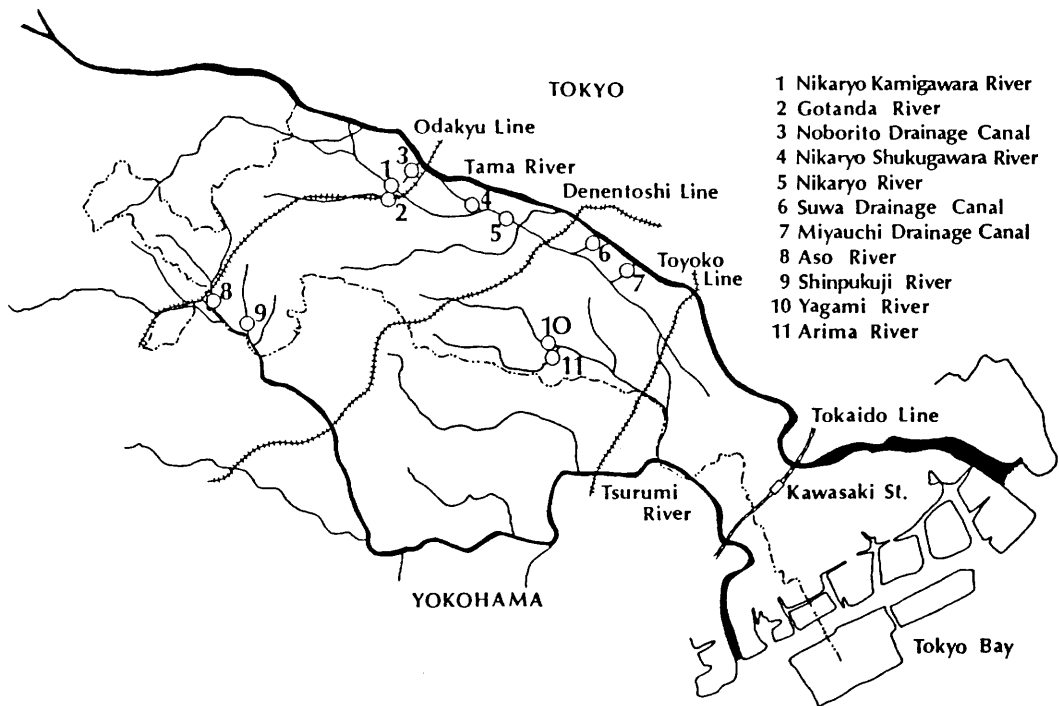 TOKYO
Odakyu Line
Tama River
Denentoshi Line
Toyoko
Line
1 Nikaryo Kamigawara River
2 Gotanda River
3 Noborito Drainage Canal
4 Nikaryo Shukugawara River
5 Nikaryo River
6 Suwa Drainage Canal
7 Miyauchi Drainage Canal
8 Aso River
9 Shinpukuji River
10 Yagami River
11 Arima River
3
1
2
4
5
6
7
8
9
10
11
Tokaido Line
Kawasaki St.
Tsurumi
River
YOKOHAMA
Tokyo Bay